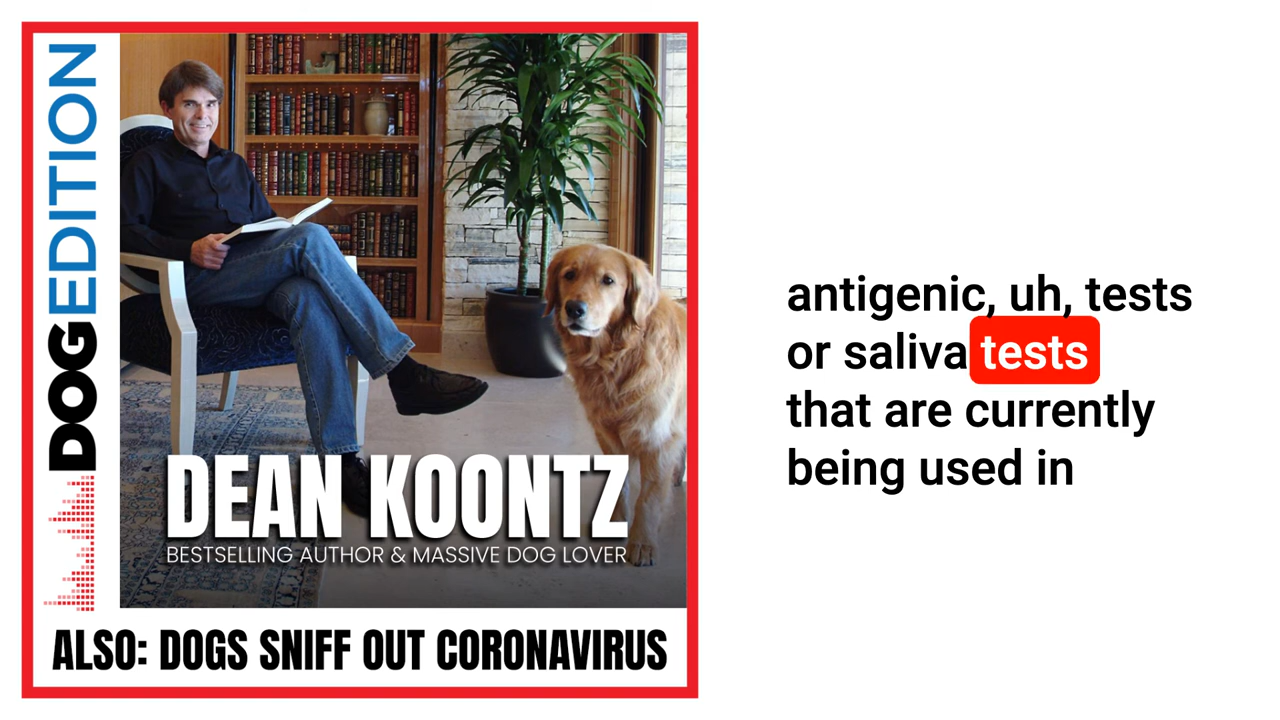 DOGEDITION
DEAN KOONTZ
BESTSELLING AUTHOR & MASSIVE DOG LOVER
ALSO: DOGS SNIFF OUT CORONAVIRUS
antigenic, uh, tests
or saliva tests
that are currently
being used in